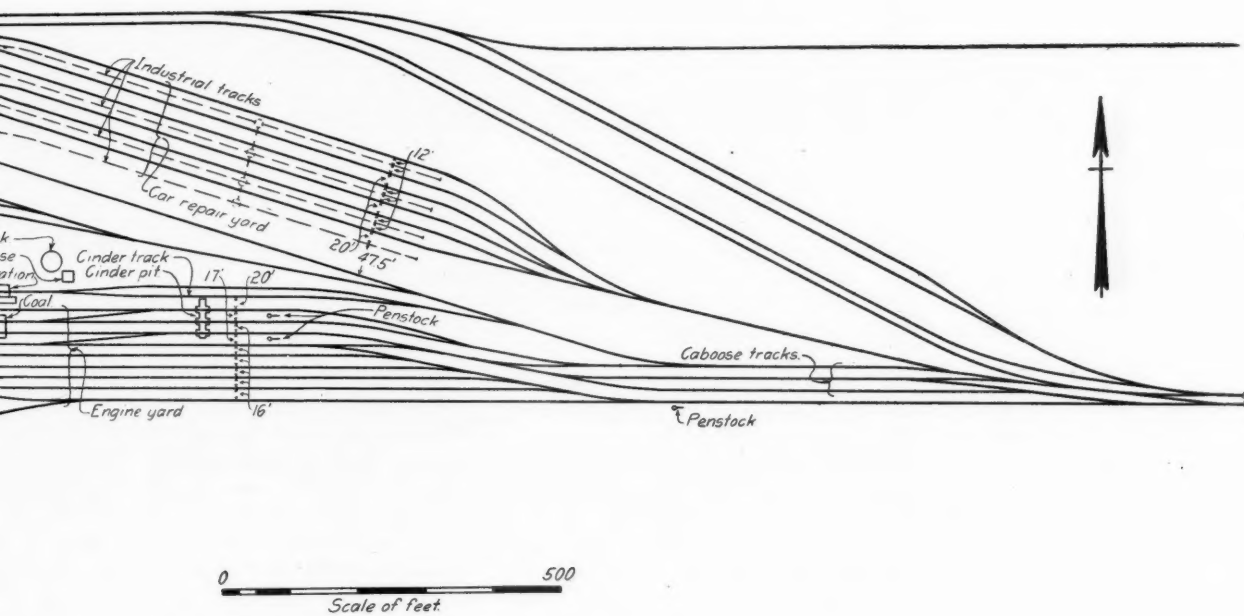 Industrial tracks
12'
Car repair yard
20'
47.5'
Cinder track
Cinder pit
17'
20'
Coal
Penstock
Caboose tracks.
Engine yard
16'
Penstock
0 500
Scale of feet.